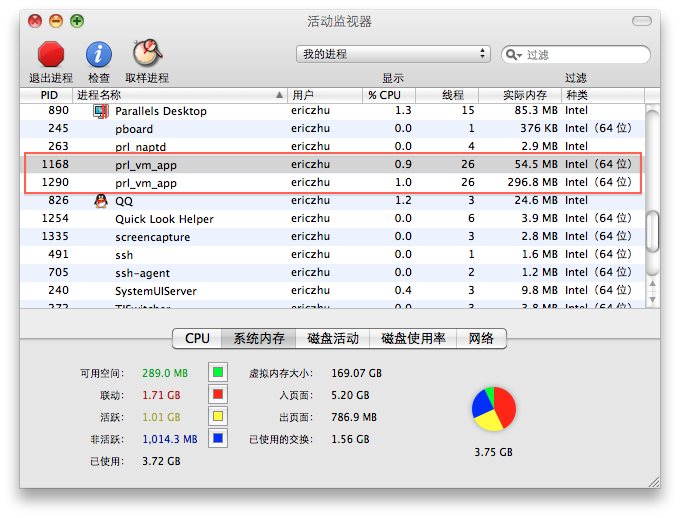 活动监视器
我的进程 过滤
退出进程 检查 取样进程 显示 过滤
PID 进程名称 用户 % CPU 线程 实际内存 种类
890 Parallels Desktop ericzhu 1.3 15 85.3 MB Intel
245 pboard ericzhu 0.0 1 376 KB Intel（64 位）
263 prl_naptd ericzhu 0.0 4 2.9 MB Intel
1168 prl_vm_app ericzhu 0.9 26 54.5 MB Intel（64 位）
1290 prl_vm_app ericzhu 1.0 26 296.8 MB Intel（64 位）
826 QQ ericzhu 1.2 3 24.6 MB Intel
1254 Quick Look Helper ericzhu 0.0 6 3.9 MB Intel（64 位）
1335 screencapture ericzhu 0.0 3 2.8 MB Intel（64 位）
491 ssh ericzhu 0.0 1 1.6 MB Intel（64 位）
705 ssh-agent ericzhu 0.0 2 1.2 MB Intel（64 位）
240 SystemUIServer ericzhu 0.4 3 9.8 MB Intel（64 位）
272 TISwitcher ericzhu 0.0 3 3.8 MB Intel（64 位）
CPU 系统内存 磁盘活动 磁盘使用率 网络
可用空间： 289.0 MB 虚拟内存大小： 169.07 GB
联动： 1.71 GB 入页面： 5.20 GB
活跃： 1.01 GB 出页面： 786.9 MB
非活跃： 1,014.3 MB 已使用的交换： 1.56 GB
已使用： 3.72 GB
3.75 GB